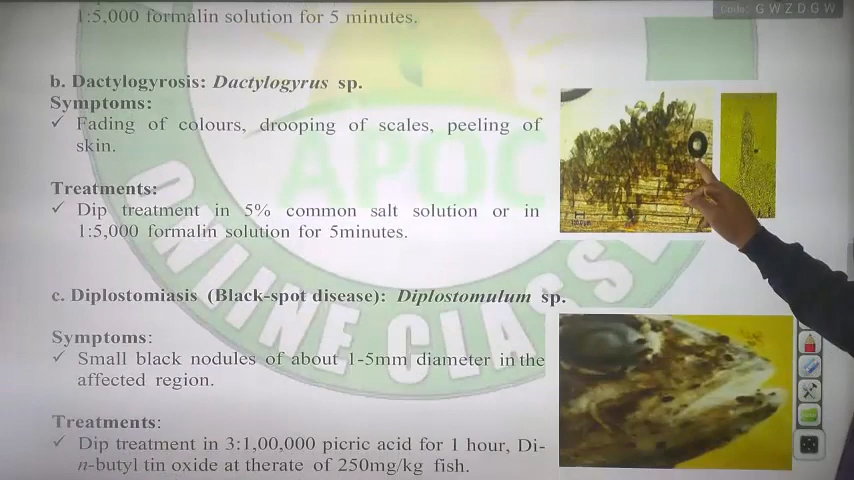 1:5,000 formalin solution for 5 minutes.
Undo: G W Z D G W
b. Dactylogyrosis: Dactylogyrus sp.
Symptoms:
✓ Fading of colours, drooping of scales, peeling of
skin.
Treatments:
✓ Dip treatment in 5% common salt solution or in
1:5,000 formalin solution for 5minutes.
c. Diplostomiasis (Black-spot disease): Diplostomulum sp.
Symptoms:
✓ Small black nodules of about 1-5mm diameter in the
affected region.
Treatments:
✓ Dip treatment in 3:1,00,000 picric acid for 1 hour, Di-
n-butyl tin oxide at therate of 250mg/kg fish.
APOC
ONLINE CLASSE